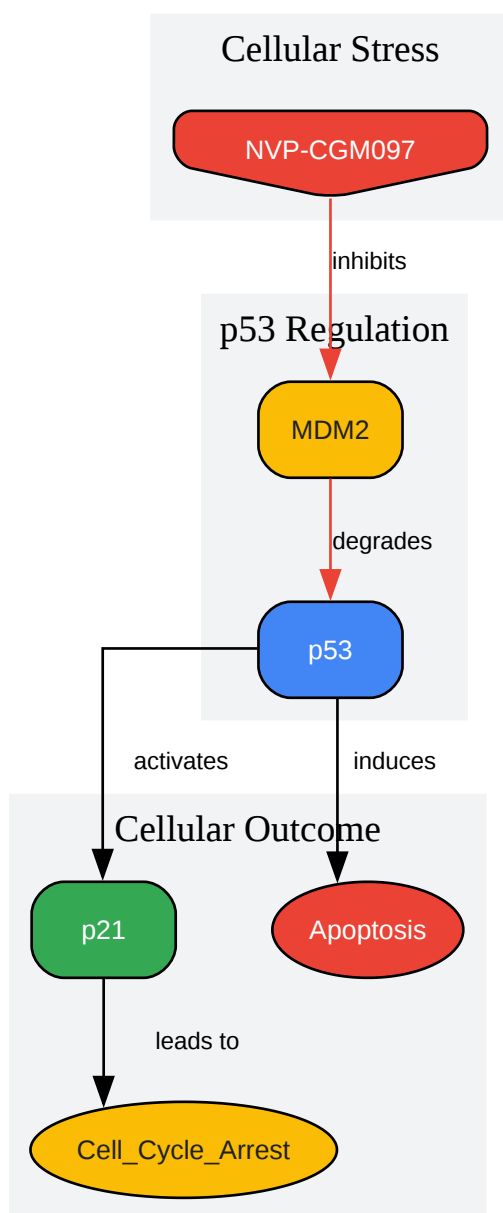 Cellular Stress
NVP-CGM097
inhibits
p53 Regulation
MDM2
degrades
p53
activates
induces
Cellular Outcome
p21
Apoptosis
leads to
Cell_Cycle_Arrest